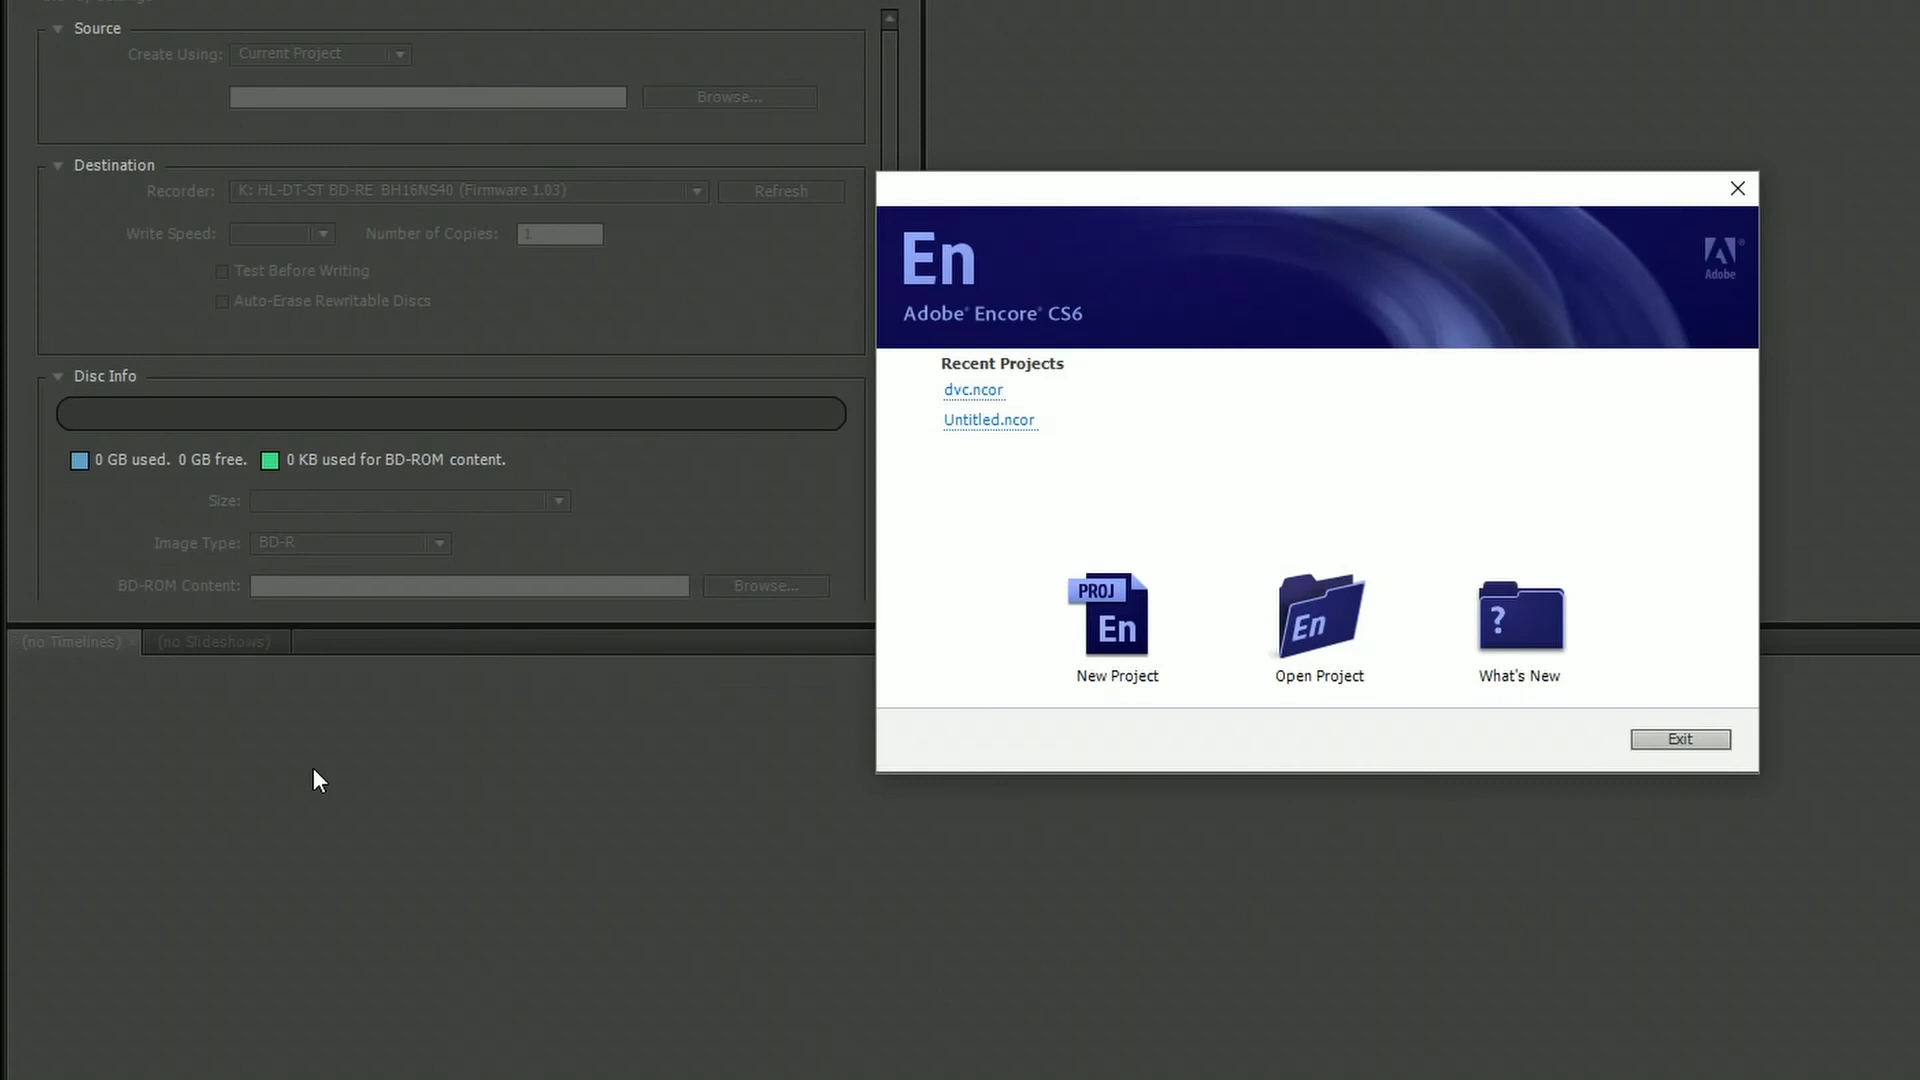 Source
Create Using: Current Project
Browse...
Destination
Recorder: K: HL-DT-ST BD-RE BH16NS40 (Firmware 1.03) Refresh
Write Speed: Number of Copies: 1
Test Before Writing
Auto-Erase Rewritable Discs
Disc Info
0 GB used. 0 GB free. 0 KB used for BD-ROM content.
Size:
Image Type: BD-R
BD-ROM Content: Browse...
(no Timelines) (no Slideshows)
En
Adobe® Encore® CS6
Adobe
Recent Projects
dvc.ncor
Untitled.ncor
PROJ
En
En
?
New Project Open Project What's New
Exit